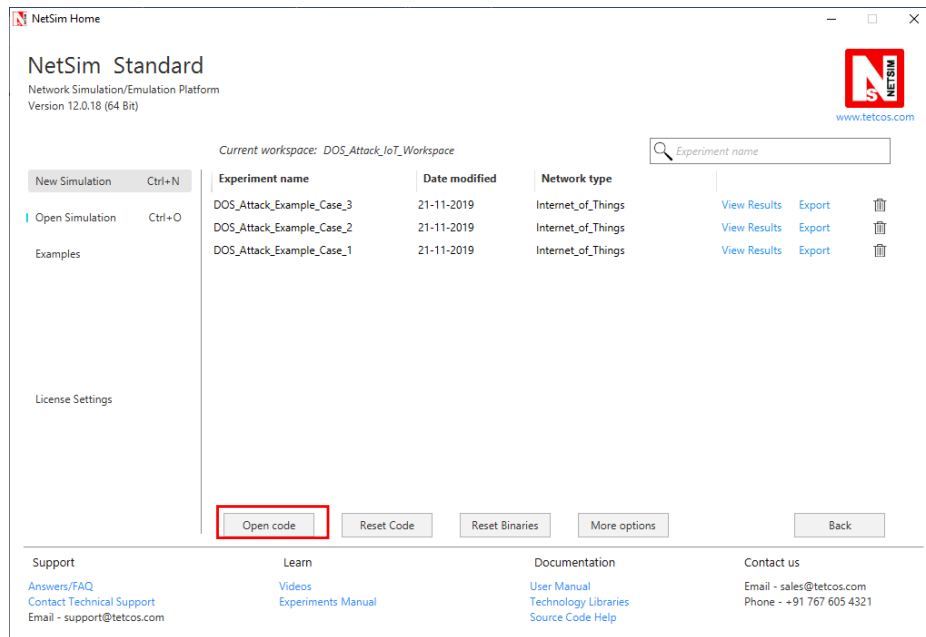 NetSim Home
NetSim Standard
Network Simulation/Emulation Platform
Version 12.0.18 (64 Bit)
NETSIM
www.tetcos.com
Current workspace: DOS_Attack_IoT_Workspace
Experiment name
New Simulation Ctrl+N
Open Simulation Ctrl+O
Examples
License Settings
Experiment name Date modified Network type
DOS_Attack_Example_Case_3 21-11-2019 Internet_of_Things View Results Export
DOS_Attack_Example_Case_2 21-11-2019 Internet_of_Things View Results Export
DOS_Attack_Example_Case_1 21-11-2019 Internet_of_Things View Results Export
Open code Reset Code Reset Binaries More options Back
Support
Answers/FAQ
Contact Technical Support
Email - support@tetcos.com
Learn
Videos
Experiments Manual
Documentation
User Manual
Technology Libraries
Source Code Help
Contact us
Email - sales@tetcos.com
Phone - +91 767 605 4321